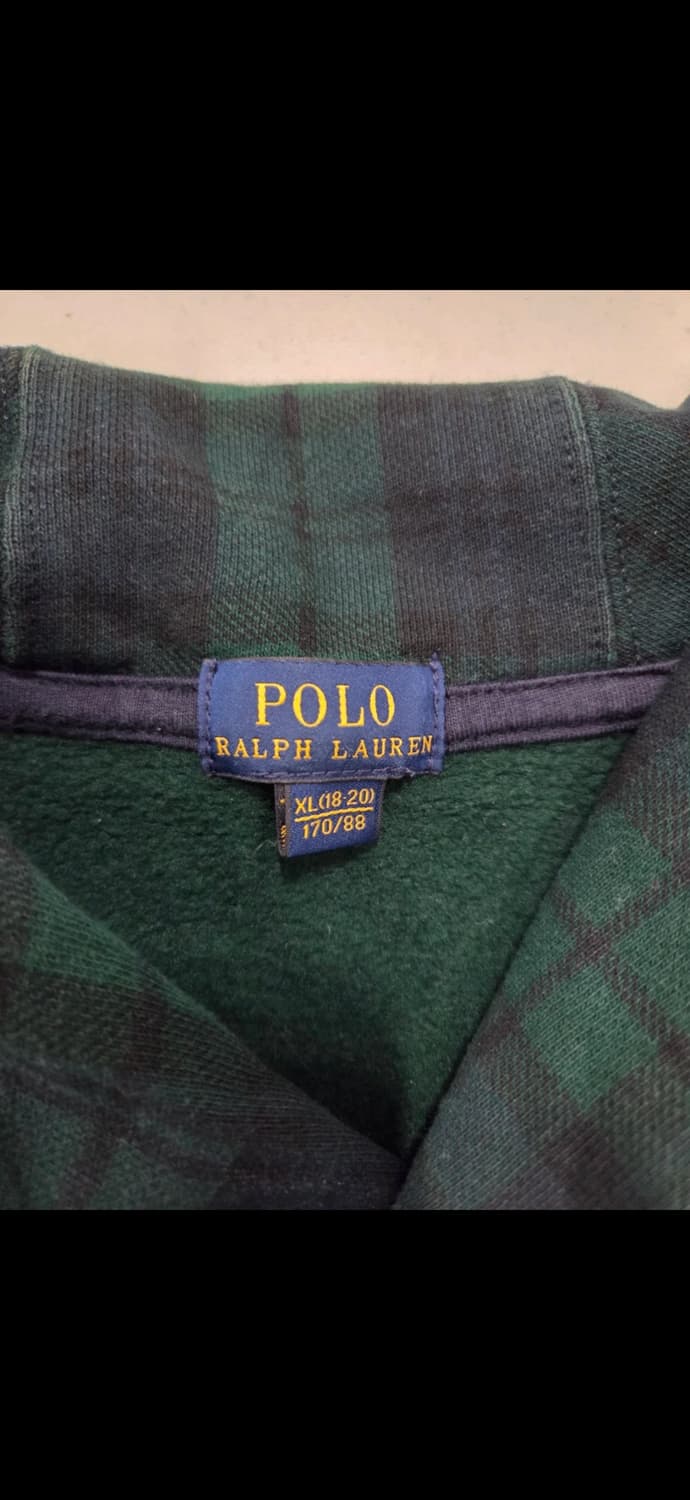 POLO
RALPH LAUREN
XL(18-20)
170/88